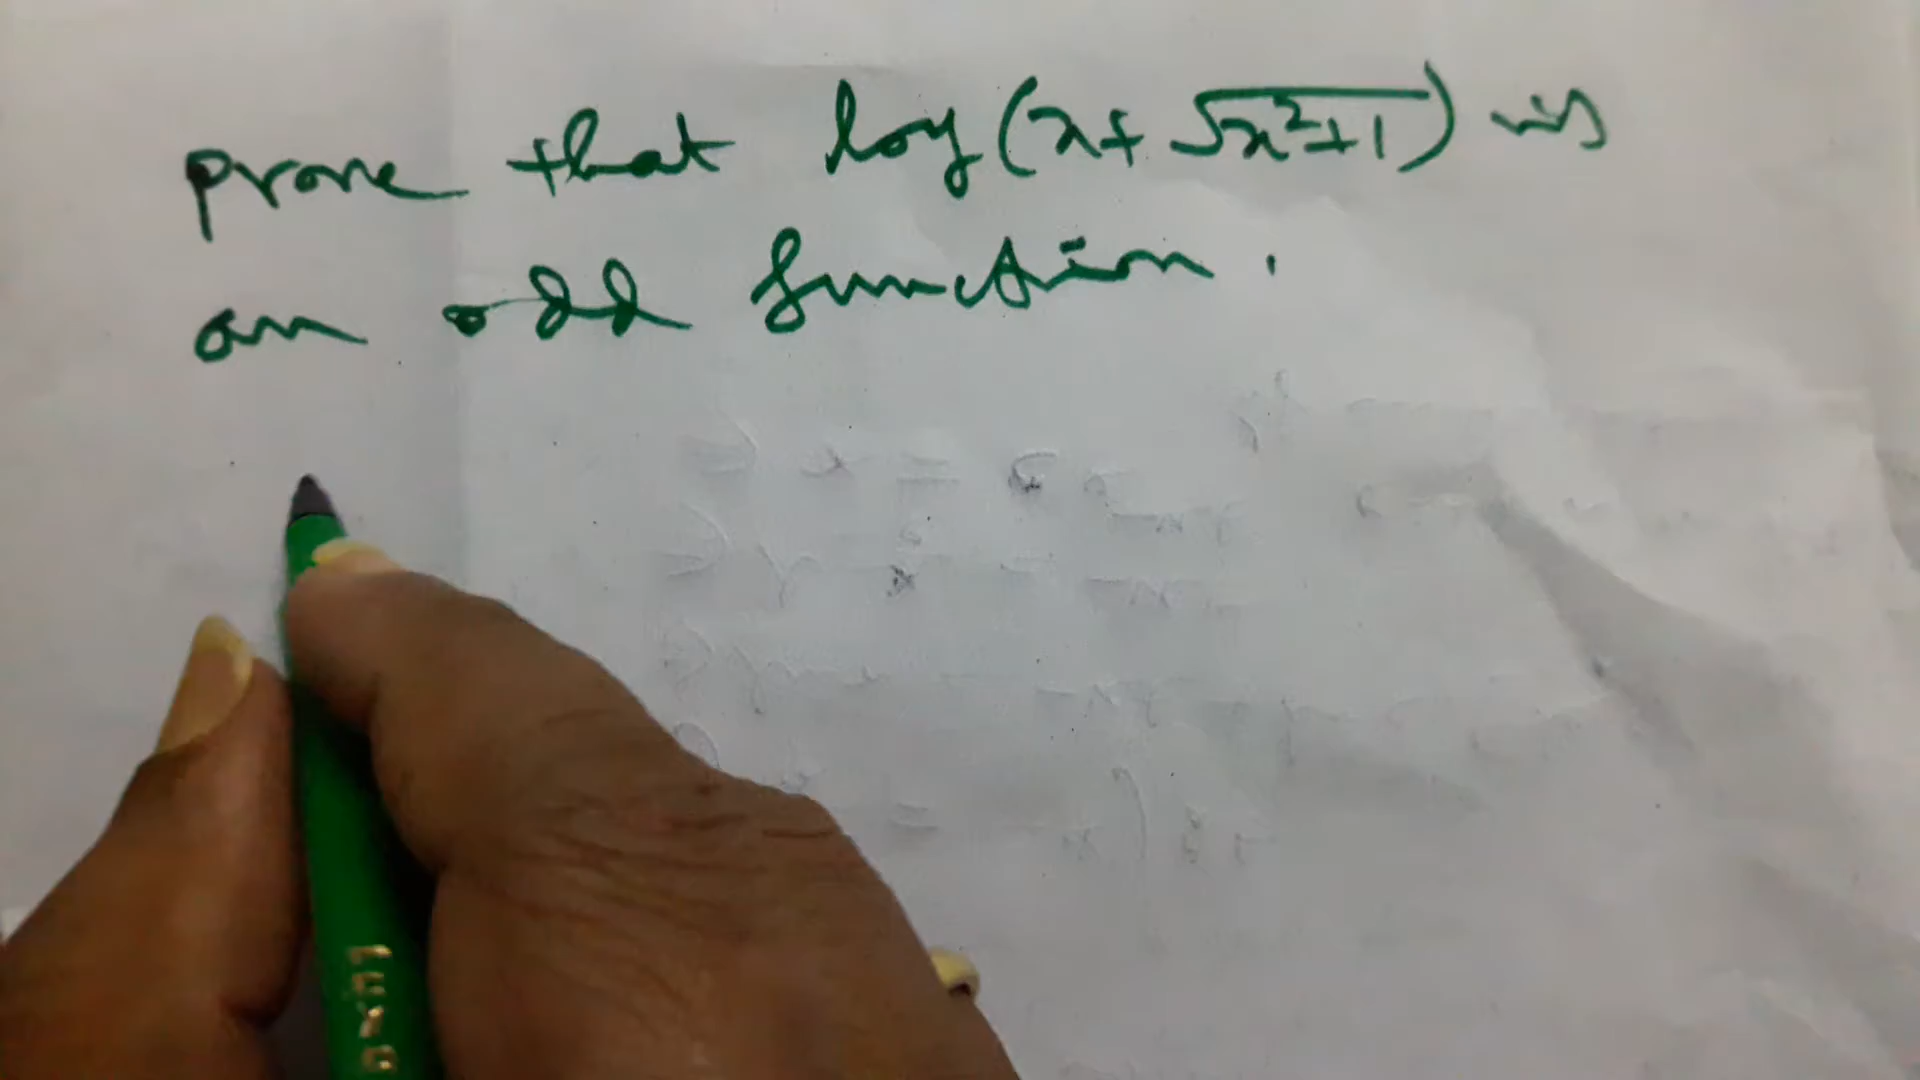 prove that log(x+√x²+1) is
an odd function.